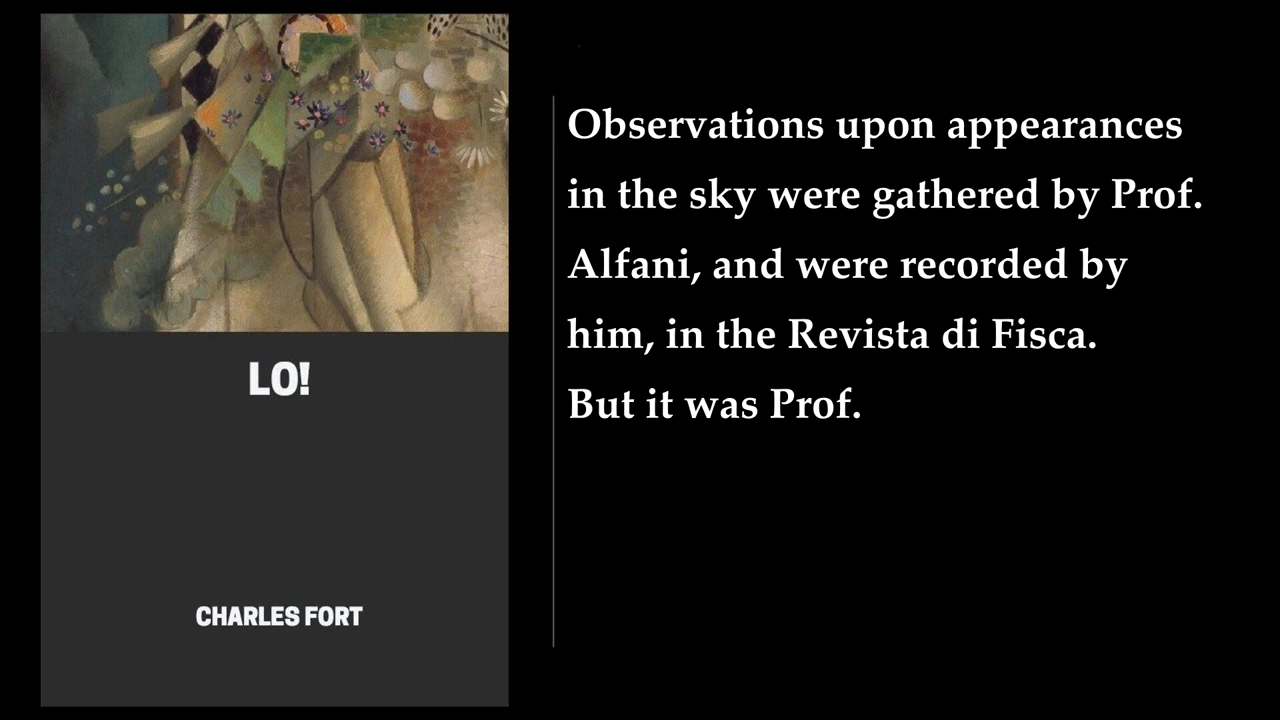 LO!
CHARLES FORT
Observations upon appearances
in the sky were gathered by Prof.
Alfani, and were recorded by
him, in the Revista di Fisca.
But it was Prof.